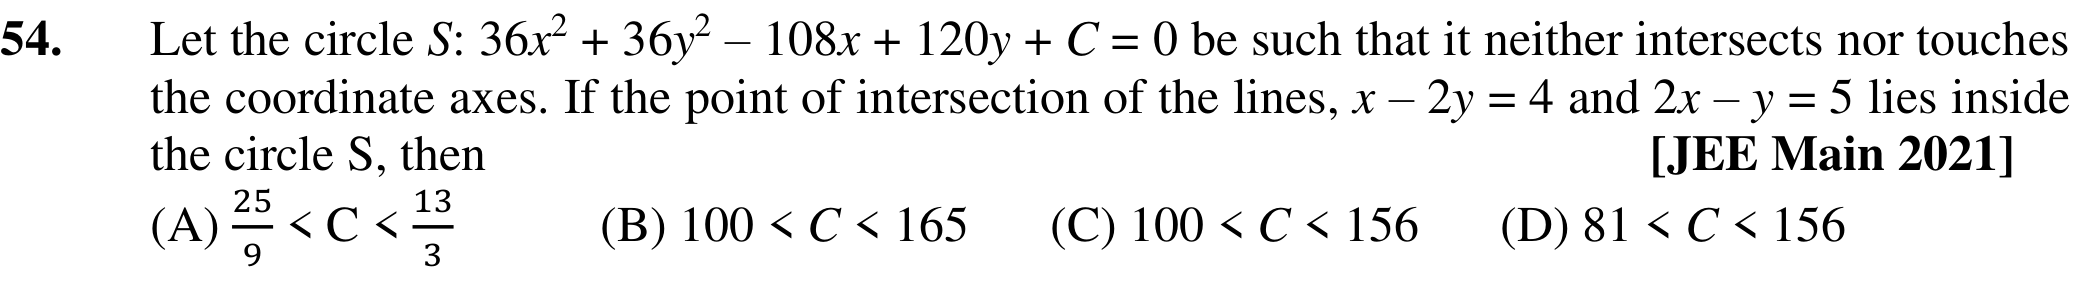 54. Let the circle S: 36x² + 36y² – 108x + 120y + C = 0 be such that it neither intersects nor touches
the coordinate axes. If the point of intersection of the lines, x – 2y = 4 and 2x – y = 5 lies inside
the circle S, then [JEE Main 2021]
(A) 25/9 < C < 13/3 (B) 100 < C < 165 (C) 100 < C < 156 (D) 81 < C < 156